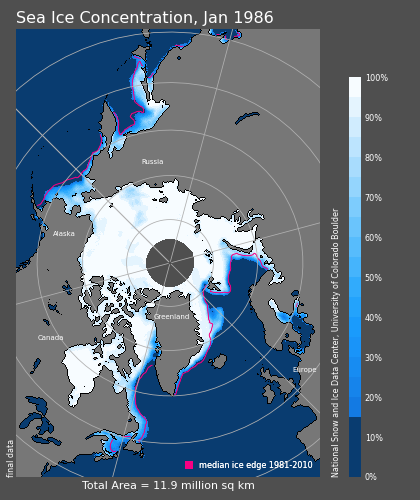 Sea Ice Concentration, Jan 1986
Russia
Alaska
Greenland
Canada
Europe
100%
90%
80%
70%
60%
50%
40%
30%
20%
10%
0%
National Snow and Ice Data Center, University of Colorado Boulder
final data
median ice edge 1981-2010
Total Area = 11.9 million sq km